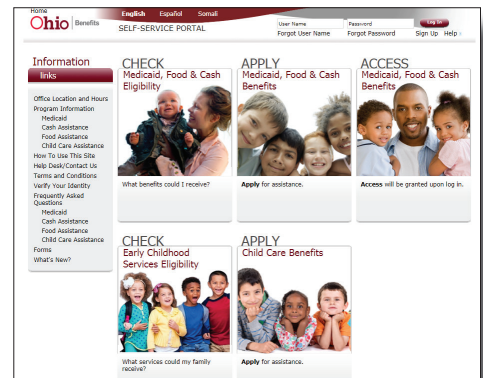 Home
Ohio Benefits
English Español Somali
SELF-SERVICE PORTAL
User Name Password Log In
Forgot User Name Forgot Password Sign Up Help
Information
links
Office Location and Hours
Program Information
Medicaid
Cash Assistance
Food Assistance
Child Care Assistance
How To Use This Site
Help Desk/Contact Us
Terms and Conditions
Verify Your Identity
Frequently Asked
Questions
Medicaid
Cash Assistance
Food Assistance
Child Care Assistance
Forms
What's New?
CHECK
Medicaid, Food & Cash
Eligibility
What benefits could I receive?
APPLY
Medicaid, Food & Cash
Benefits
Apply for assistance.
ACCESS
Medicaid, Food & Cash
Benefits
Access will be granted upon log in.
CHECK
Early Childhood
Services Eligibility
What services could my family
receive?
APPLY
Child Care Benefits
Apply for assistance.